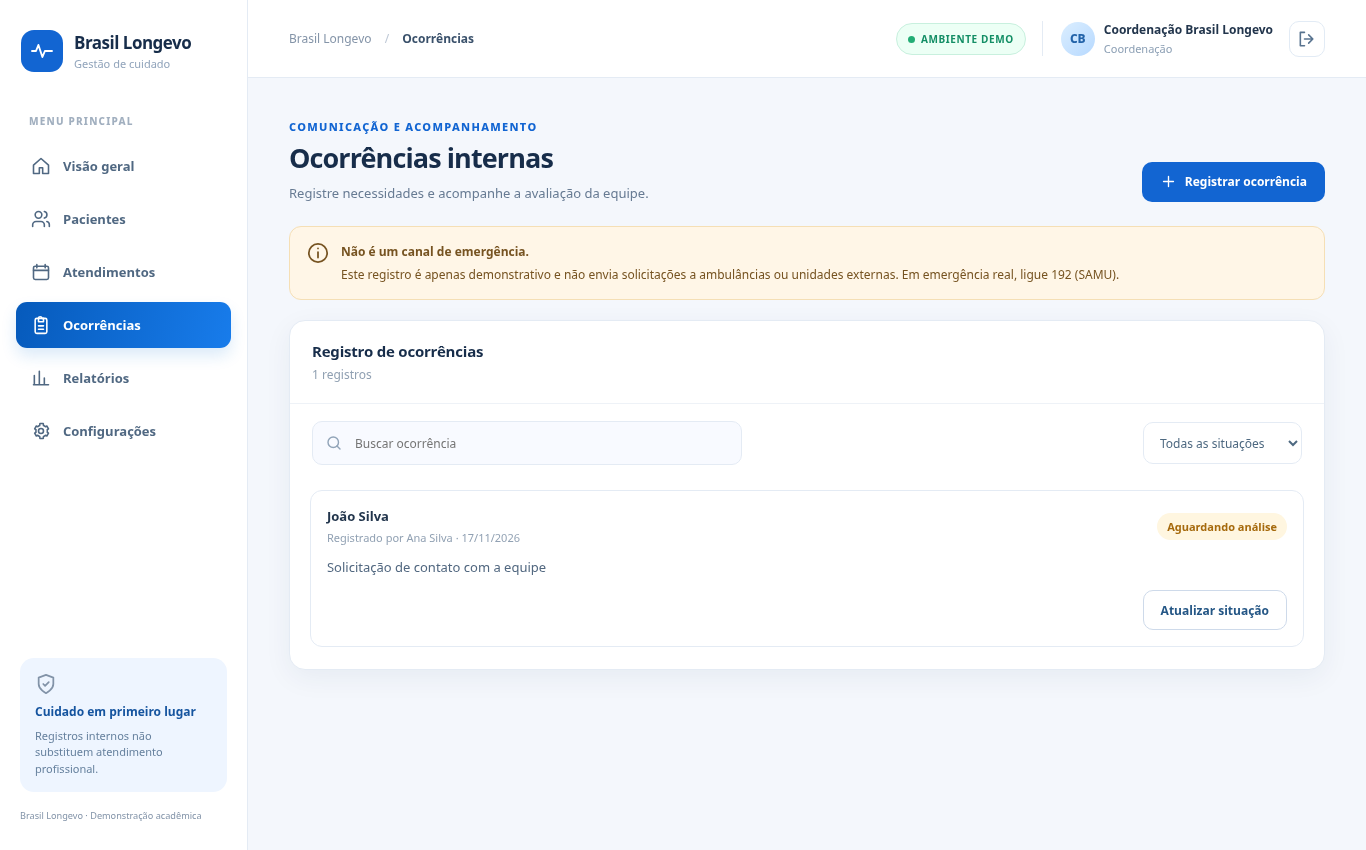 Brasil Longevo
Gestão de cuidado
MENU PRINCIPAL
Visão geral
Pacientes
Atendimentos
Ocorrências
Relatórios
Configurações
Cuidado em primeiro lugar
Registros internos não
substituem atendimento
profissional.
Brasil Longevo · Demonstração acadêmica
Brasil Longevo / Ocorrências
AMBIENTE DEMO
CB
Coordenação Brasil Longevo
Coordenação
COMUNICAÇÃO E ACOMPANHAMENTO
Ocorrências internas
Registre necessidades e acompanhe a avaliação da equipe.
Registrar ocorrência
Não é um canal de emergência.
Este registro é apenas demonstrativo e não envia solicitações a ambulâncias ou unidades externas. Em emergência real, ligue 192 (SAMU).
Registro de ocorrências
1 registros
Buscar ocorrência
Todas as situações
João Silva
Registrado por Ana Silva · 17/11/2026
Aguardando análise
Solicitação de contato com a equipe
Atualizar situação